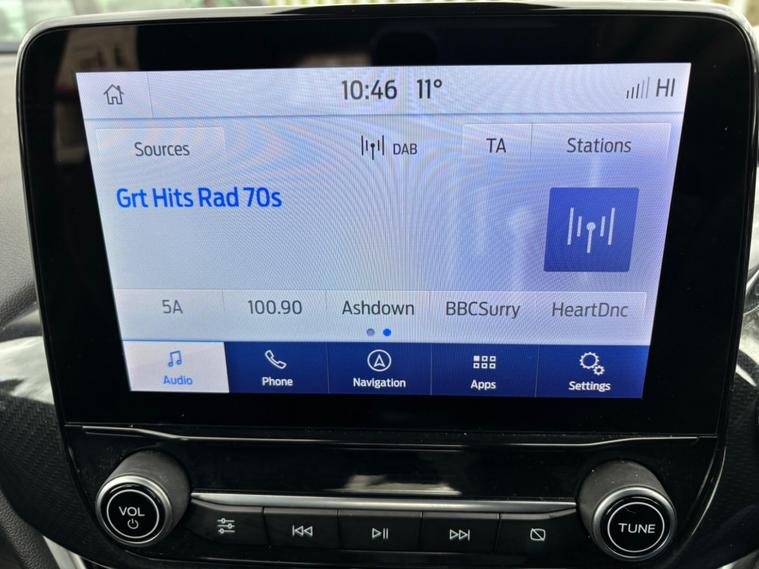 10:46 11° HI
Sources DAB TA Stations
Grt Hits Rad 70s
5A 100.90 Ashdown BBCSurry HeartDnc
Audio Phone Navigation Apps Settings
VOL TUNE